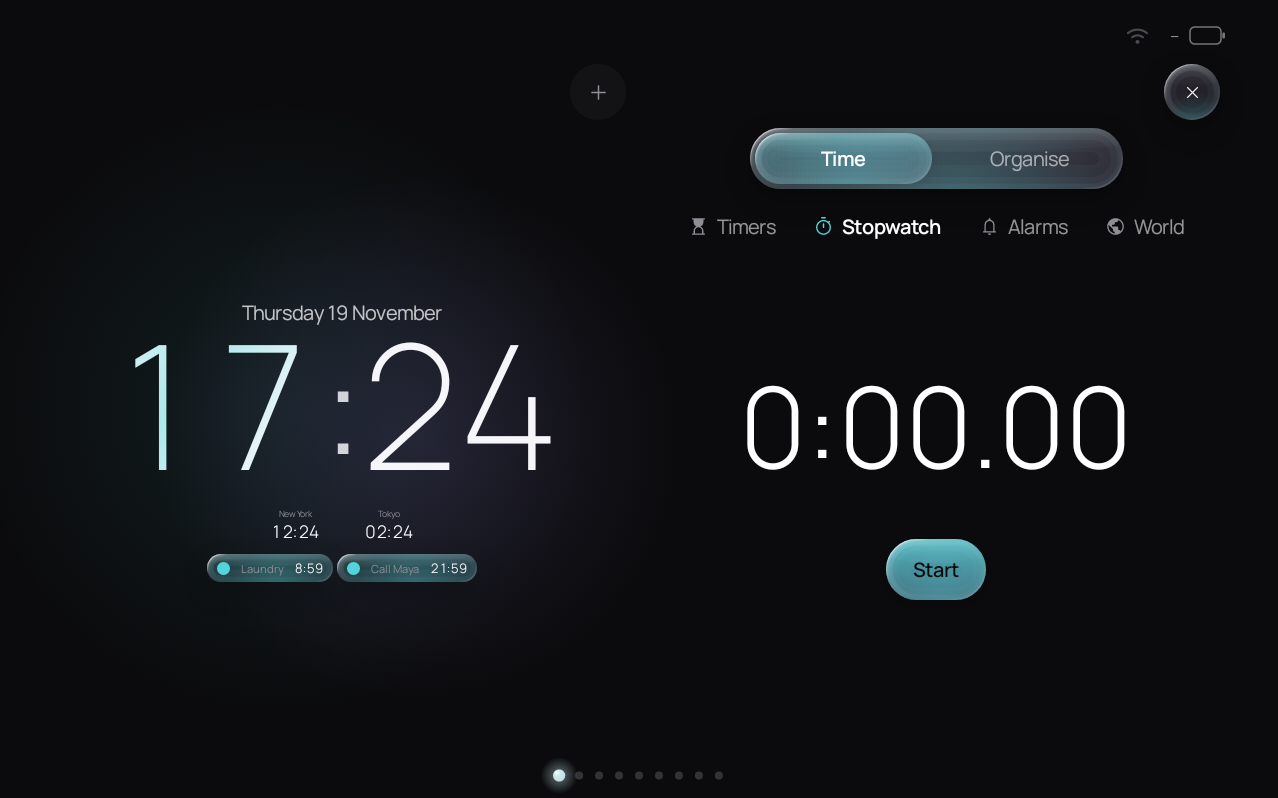 –
Time Organise
Timers Stopwatch Alarms World
Thursday 19 November
17:24
New York Tokyo
12:24 02:24
Laundry 8:59 Call Maya 21:59
0:00.00
Start